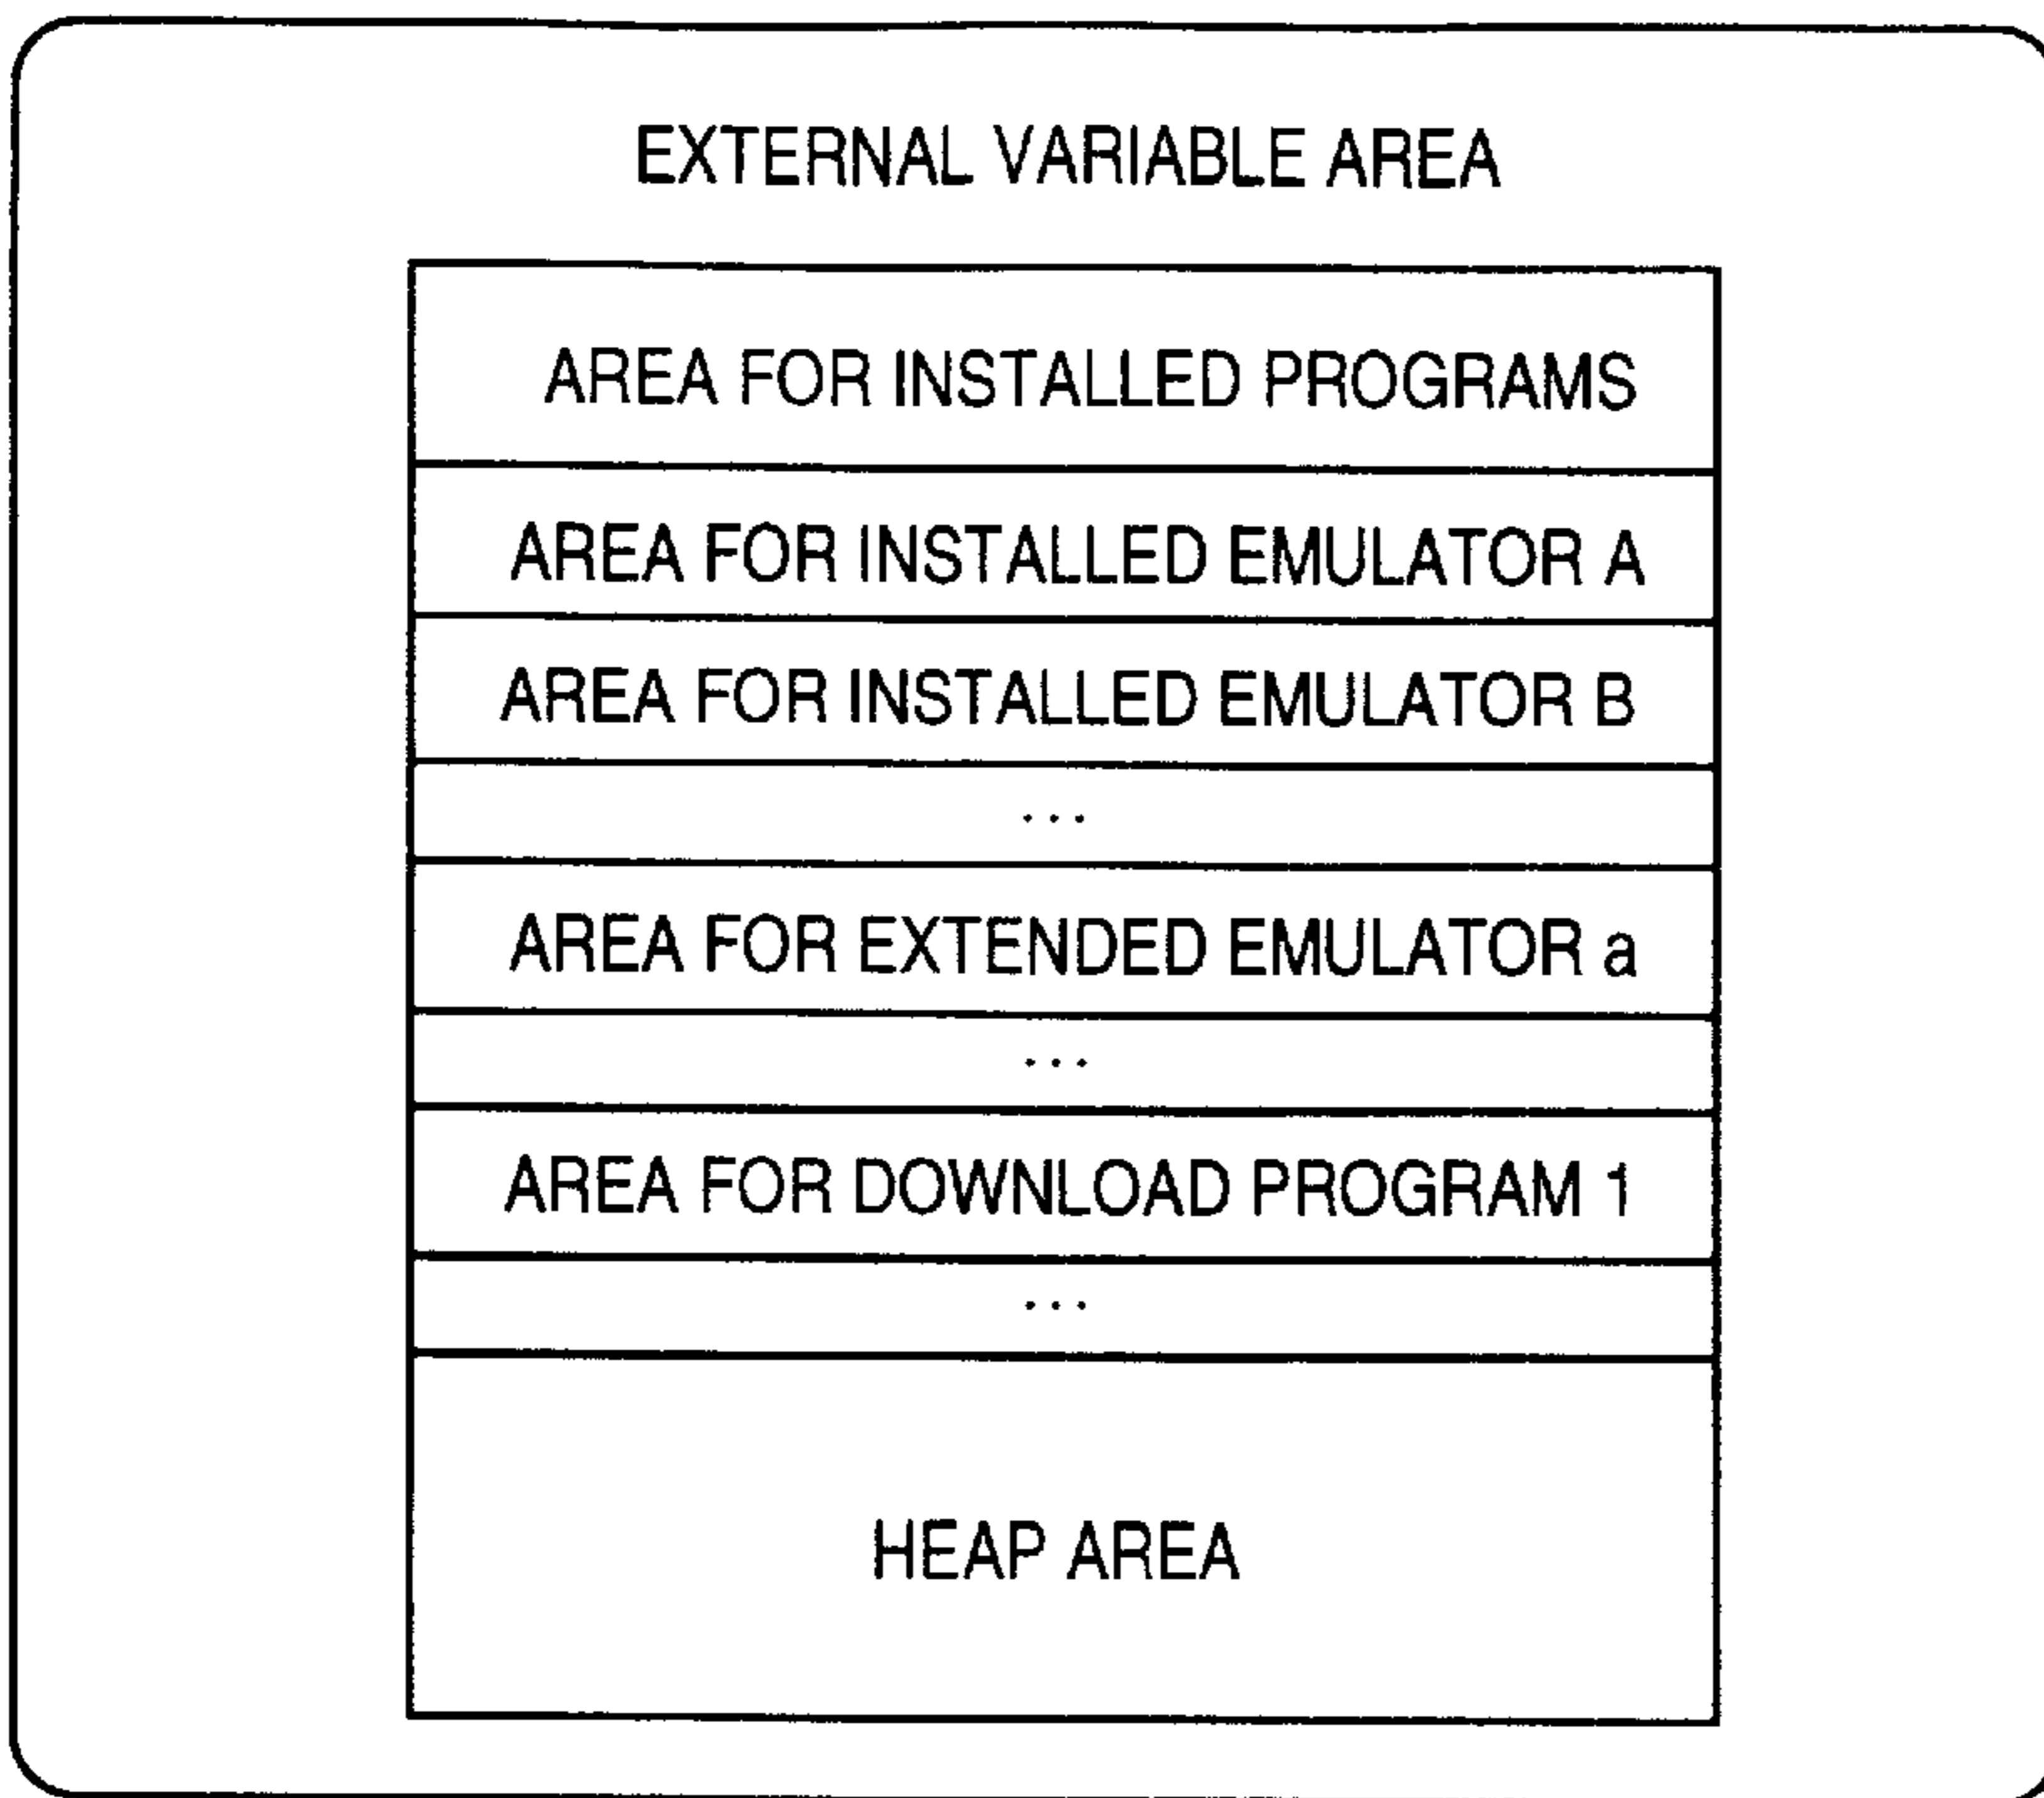 EXTERNAL VARIABLE AREA
AREA FOR INSTALLED PROGRAMS
AREA FOR INSTALLED EMULATOR A
AREA FOR INSTALLED EMULATOR B
...
AREA FOR EXTENDED EMULATOR a
...
AREA FOR DOWNLOAD PROGRAM 1
...
HEAP AREA